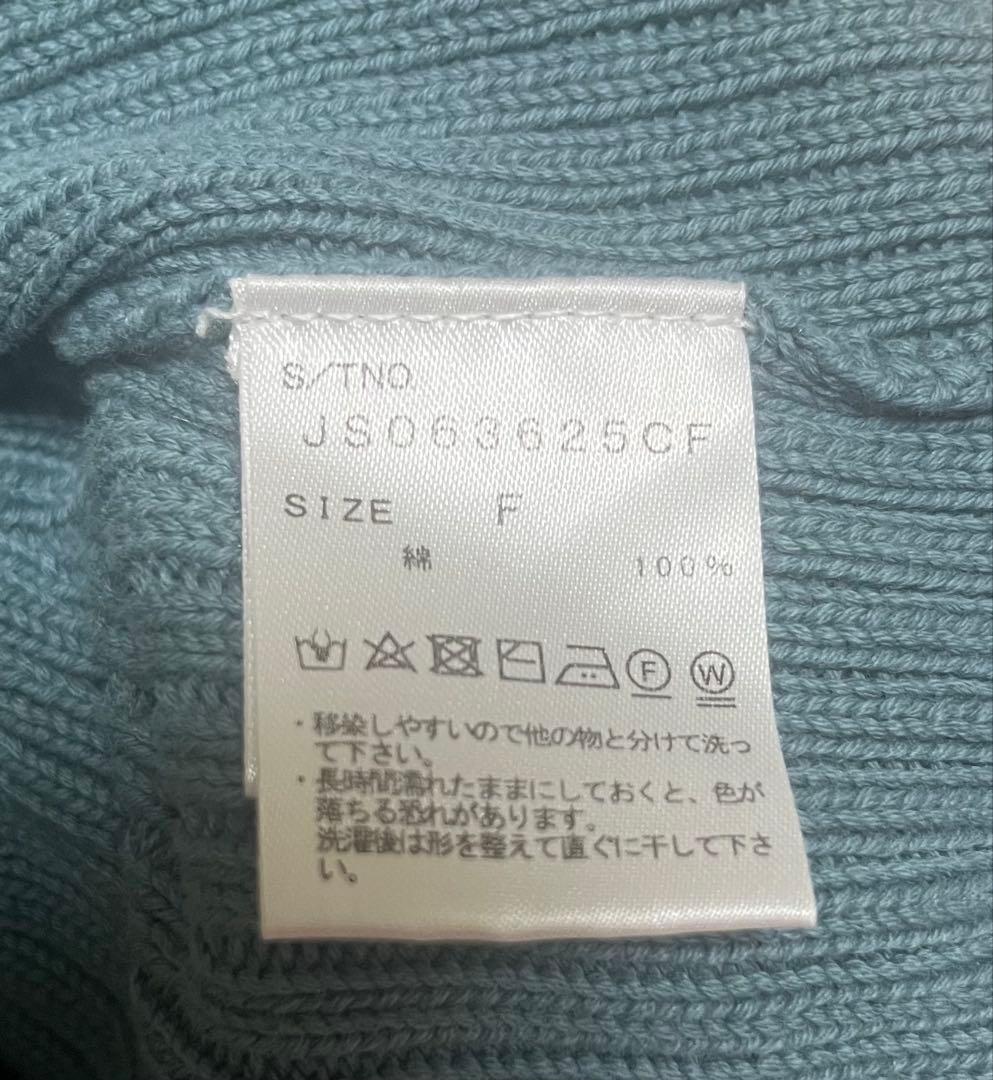 S/TNO
JS063625CF
SIZE F
綿 100%
F W
・移染しやすいので他の物と分けて洗っ
て下さい。
・長時間濡れたままにしておくと、色が
落ちる恐れがあります。
洗濯後は形を整えて直ぐに干して下さ
い。